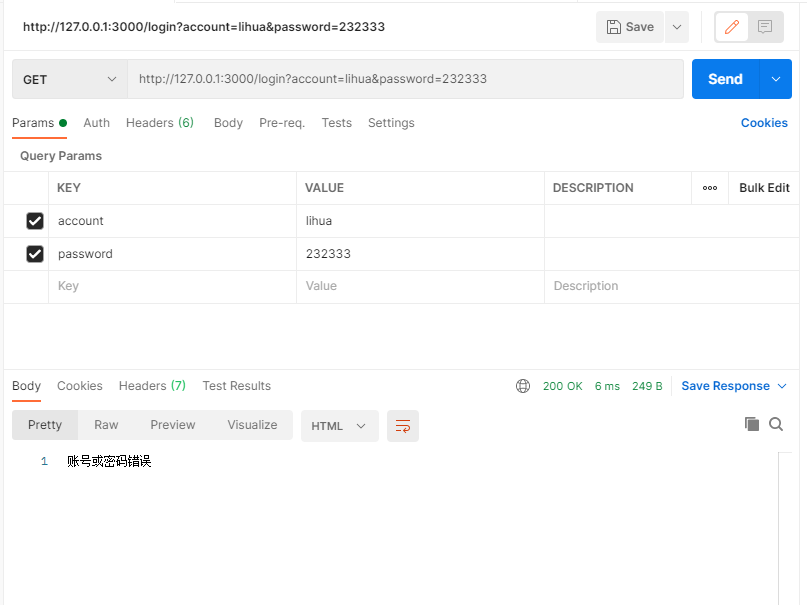 http://127.0.0.1:3000/login?account=lihua&password=232333 Save
GET http://127.0.0.1:3000/login?account=lihua&password=232333 Send
Params Auth Headers (6) Body Pre-req. Tests Settings Cookies
Query Params
KEY VALUE DESCRIPTION ooo Bulk Edit
account lihua
password 232333
Key Value Description
Body Cookies Headers (7) Test Results 200 OK 6 ms 249 B Save Response
Pretty Raw Preview Visualize HTML
1 账号或密码错误